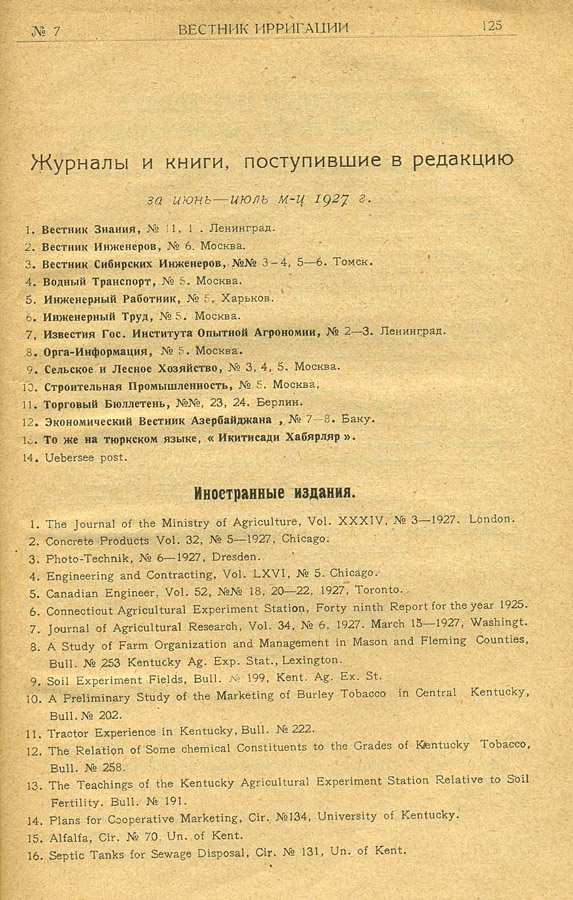 № 7
ВЕСТНИК ИРРИГАЦИИ
125
Журналы и книги, поступившие в редакцию
за июнь—июль м-ц 1927 г.
1. Вестник Знания, № 11, 1 . Ленинград.
2. Вестник Инженеров, № 6. Москва.
3. Вестник Сибирских Инженеров, №№ 3-4, 5—6. Томск.
4. Водный Транспорт, № 5. Москва.
5. Инженерный Работник, № 5, Харьков.
6. Инженерный Труд, № 5. Москва.
7, Известия Гос. Института Опытной Агрономии, № 2—3. Ленинград.
8. Орга-Информация, № 5. Москва.
9. Сельское и Лесное Хозяйство, № 3, 4, 5. Москва.
10. Строительная Промышленность, № 5. Москва,
11. Торговый Бюллетень, №№, 23, 24. Берлин.
12. Экономический Вестник Азербайджана , № 7—8. Баку.
13. То же на тюркском языке, « Икитисади Хабярляр ».
14. Uebersee post.
Иностранные издания.
1. The Journal of the Ministry of Agriculture, Vol. XXXIV, № 3—1927. London.
2. Concrete Products Vol. 32, № 5—1927, Chicago.
3. Photo-Technik, № 6—1927, Dresden.
4. Engineering and Contracting, Vol. LXVI, № 5. Chicago.
5. Canadian Engineer, Vol. 52, №№ 18, 20—22, 1927, Toronto.
6. Connecticut Agricultural Experiment Station, Forty ninth Report for the year 1925.
7. Journal of Agricultural Research, Vol. 34, № 6, 1927. March 15—1927, Washingt.
8. A Study of Farm Organization and Management in Mason and Fleming Counties,
Bull. № 253 Kentucky Ag. Exp. Stat., Lexington.
9. Soil Experiment Fields, Bull. № 199, Kent. Ag. Ex. St.
10. A Preliminary Study of the Marketing of Burley Tobacco in Central Kentucky,
Bull. № 202.
11. Tractor Experience in Kentucky, Bull. № 222.
12. The Relation of Some chemical Constituents to the Grades of Kentucky Tobacco,
Bull. № 258.
13. The Teachings of the Kentucky Agricultural Experiment Station Relative to Soil
Fertility. Bull. № 191.
14. Plans for Cooperative Marketing, Cir. №134, University of Kentucky.
15. Alfalfa, Cir. № 70, Un. of Kent.
16. Septic Tanks for Sewage Disposal, Cir. № 131, Un. of Kent.